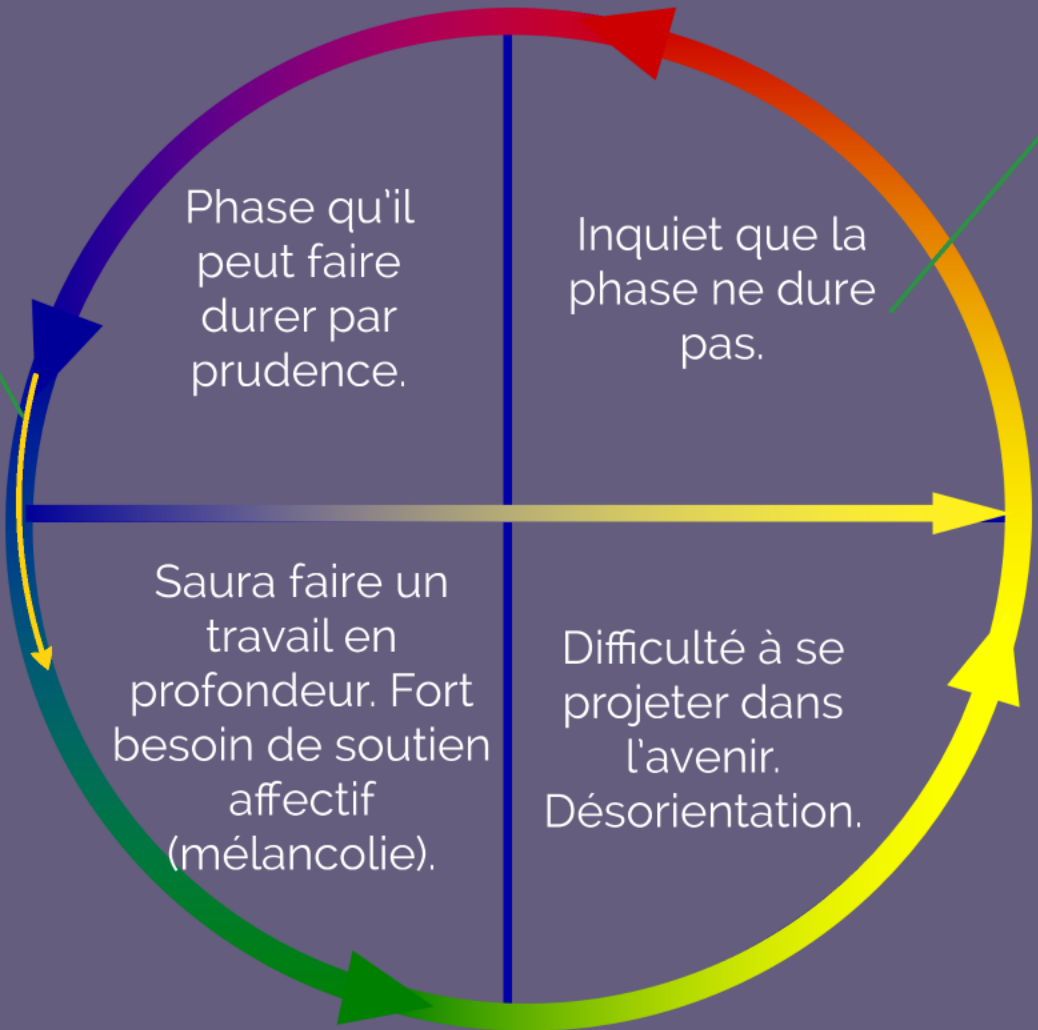 Phase qu'il
peut faire
durer par
prudence.
Inquiet que la
phase ne dure
pas.
Saura faire un
travail en
profondeur. Fort
besoin de soutien
affectif
(mélancolie).
Difficulté à se
projeter dans
l'avenir.
Désorientation.